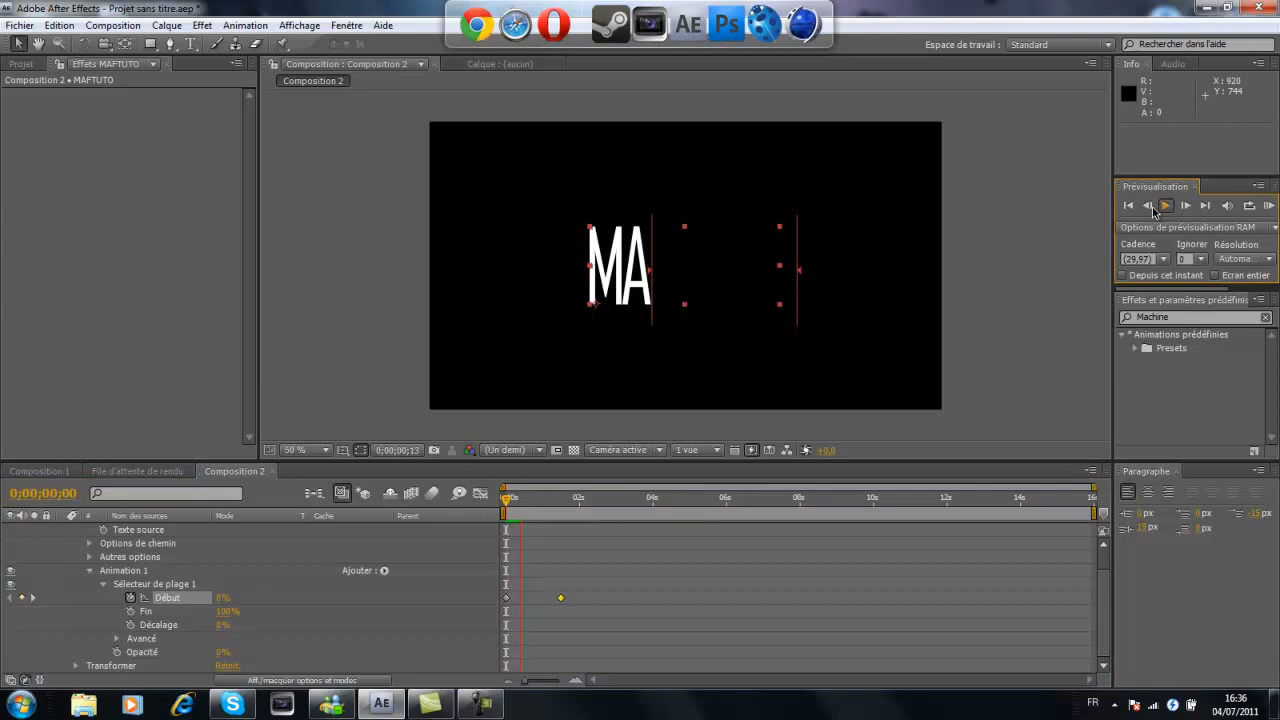 Adobe After Effects - Projet sans titre.aep *
Fichier Edition Composition Calque Effet Animation Affichage Fenêtre Aide
Ae Ps
Espace de travail : Standard
Rechercher dans l'aide
Projet Effets MAFTUTO
Composition 2 • MAFTUTO
Composition : Composition 2
Calque : (aucun)
Composition 2
Info Audio
R :
V :
B :
A : 0
X : 920
Y : 744
MA
Prévisualisation
Options de prévisualisation RAM
Cadence Ignorer Résolution
(29,97) 0 Automa...
Depuis cet instant Ecran entier
Effets et paramètres prédéfinis
Machine
* Animations prédéfinies
Presets
50 % 0;00;00;13 (Un demi) Caméra active 1 vue +0,0
Composition 1 File d'attente de rendu Composition 2
0;00;00;00
# Nom des sources Mode T Cache Parent
00s 02s 04s 06s 08s 10s 12s 14s 16s
Texte source
Options de chemin
Autres options
Animation 1 Ajouter :
Sélecteur de plage 1
Début 0%
Fin 100%
Décalage 0%
Avancé
Opacité 0%
Transformer Réinit.
Aff./masquer options et modes
Paragraphe
0 px 0 px -15 px
19 px 0 px
Ae
FR
16:36
04/07/2011